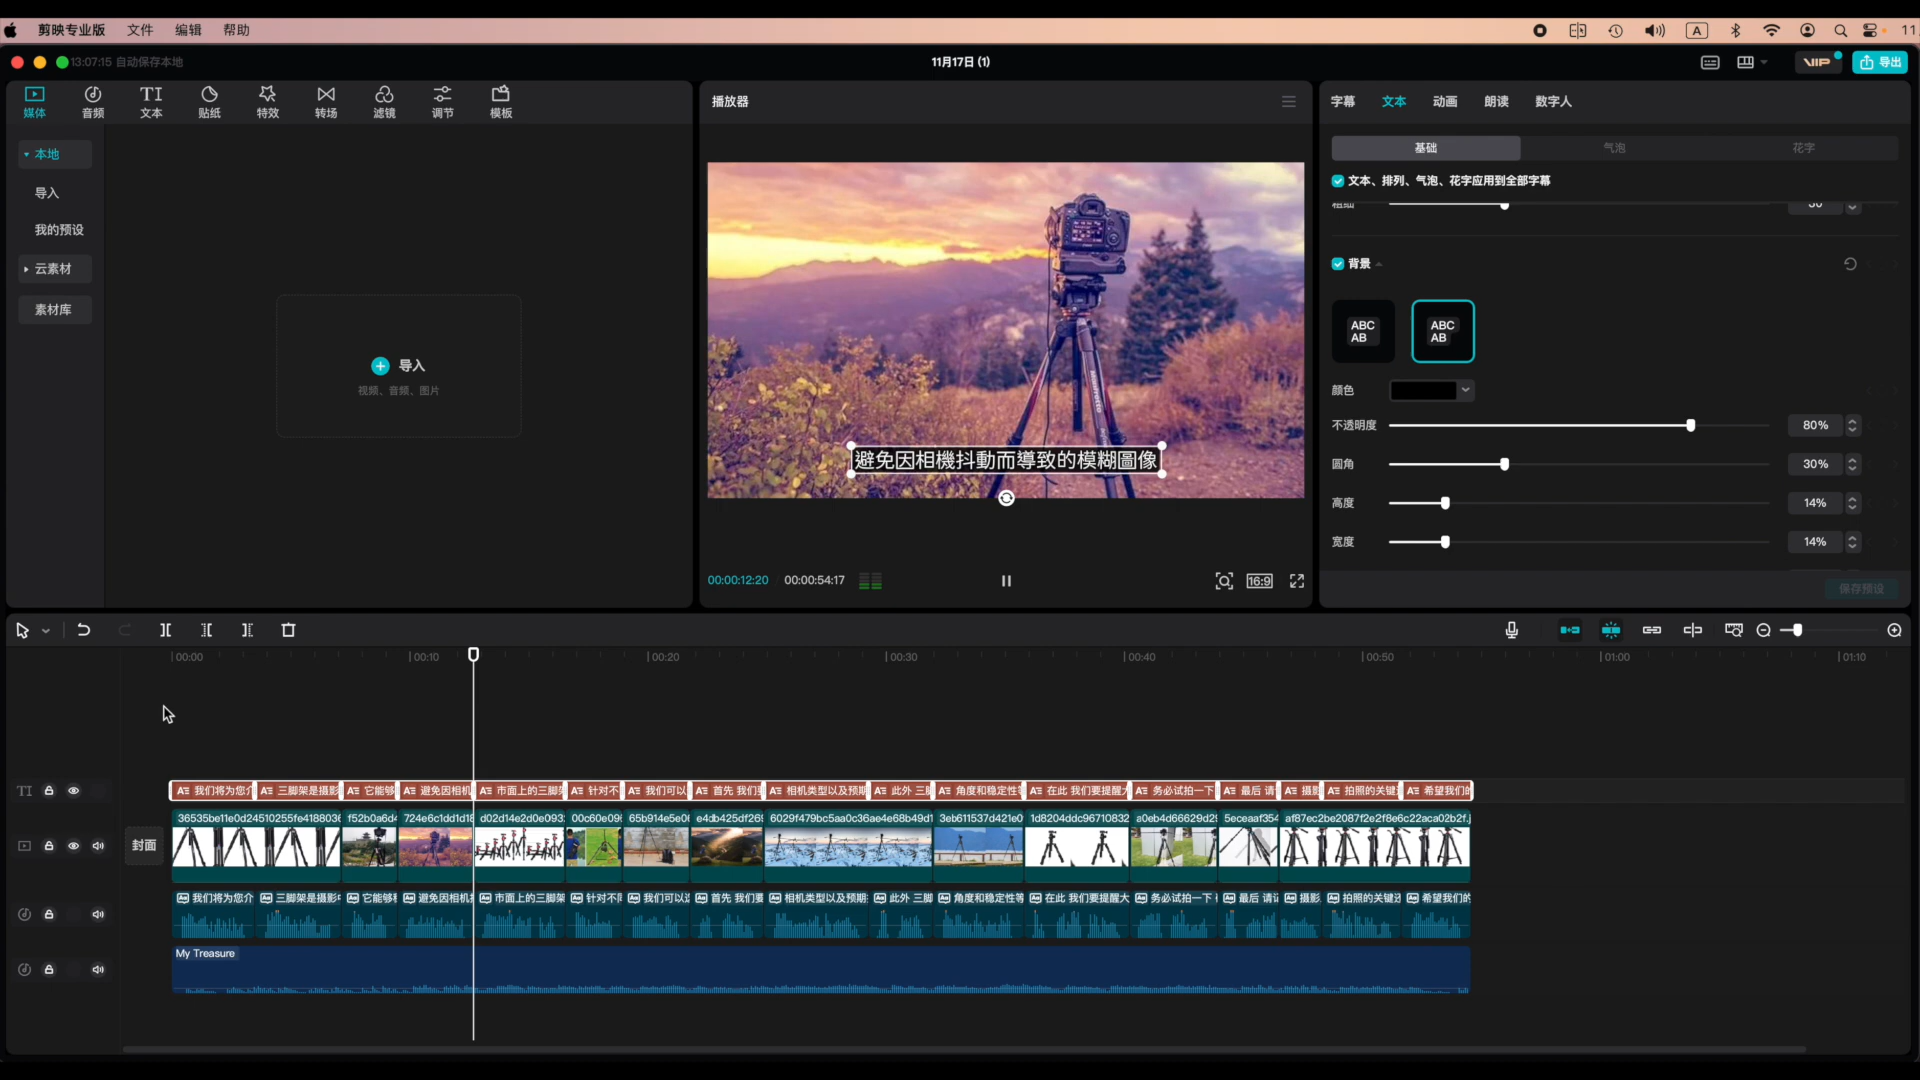 剪映专业版 文件 编辑 帮助 A 11
13:07:15 自动保存本地 11月17日 (1) VIP 导出
媒体 音频 文本 贴纸 特效 转场 滤镜 调节 模板
本地
导入
我的预设
云素材
素材库
导入
视频、音频、图片
播放器
避免因相機抖動而導致的模糊圖像
00:00:12:20 00:00:54:17 16:9
字幕 文本 动画 朗读 数字人
基础 气泡 花字
文本、排列、气泡、花字应用到全部字幕
粗细 30
背景
ABC AB ABC AB
颜色
不透明度 80%
圆角 30%
高度 14%
宽度 14%
保存预设
00:00 00:10 00:20 00:30 00:40 00:50 01:00 01:10
我们将为您介 三脚架是摄影 它能够 避免因相机 市面上的三脚架 针对不 我们可以 首先 我们 相机类型以及预期 此外 三 角度和稳定性等 在此 我们要提醒大 务必试拍一下 最后 请 摄影 拍照的关键 希望我们的
724e6c1dd1d18 d02d14e2d0e093 00c60e09 65b914e5e0 e4db425df26 6029f479bc5aa0c36ae4e68b49d1 3eb611537d421e0 1d8204ddc96710832 a0eb4d66629d2 5eceaaf354 af87ec2be2087f2e2f8e6c22aca02b2f.j
封面
我们将为您介 三脚架是摄影 它能够 避免因相机 市面上的三脚架 针对不 我们可以 首先 我们要 相机类型以及预期 此外 三脚 角度和稳定性等 在此 我们要提醒大 务必试拍一下 最后 请 摄影 拍照的关键 希望我们的
My Treasure